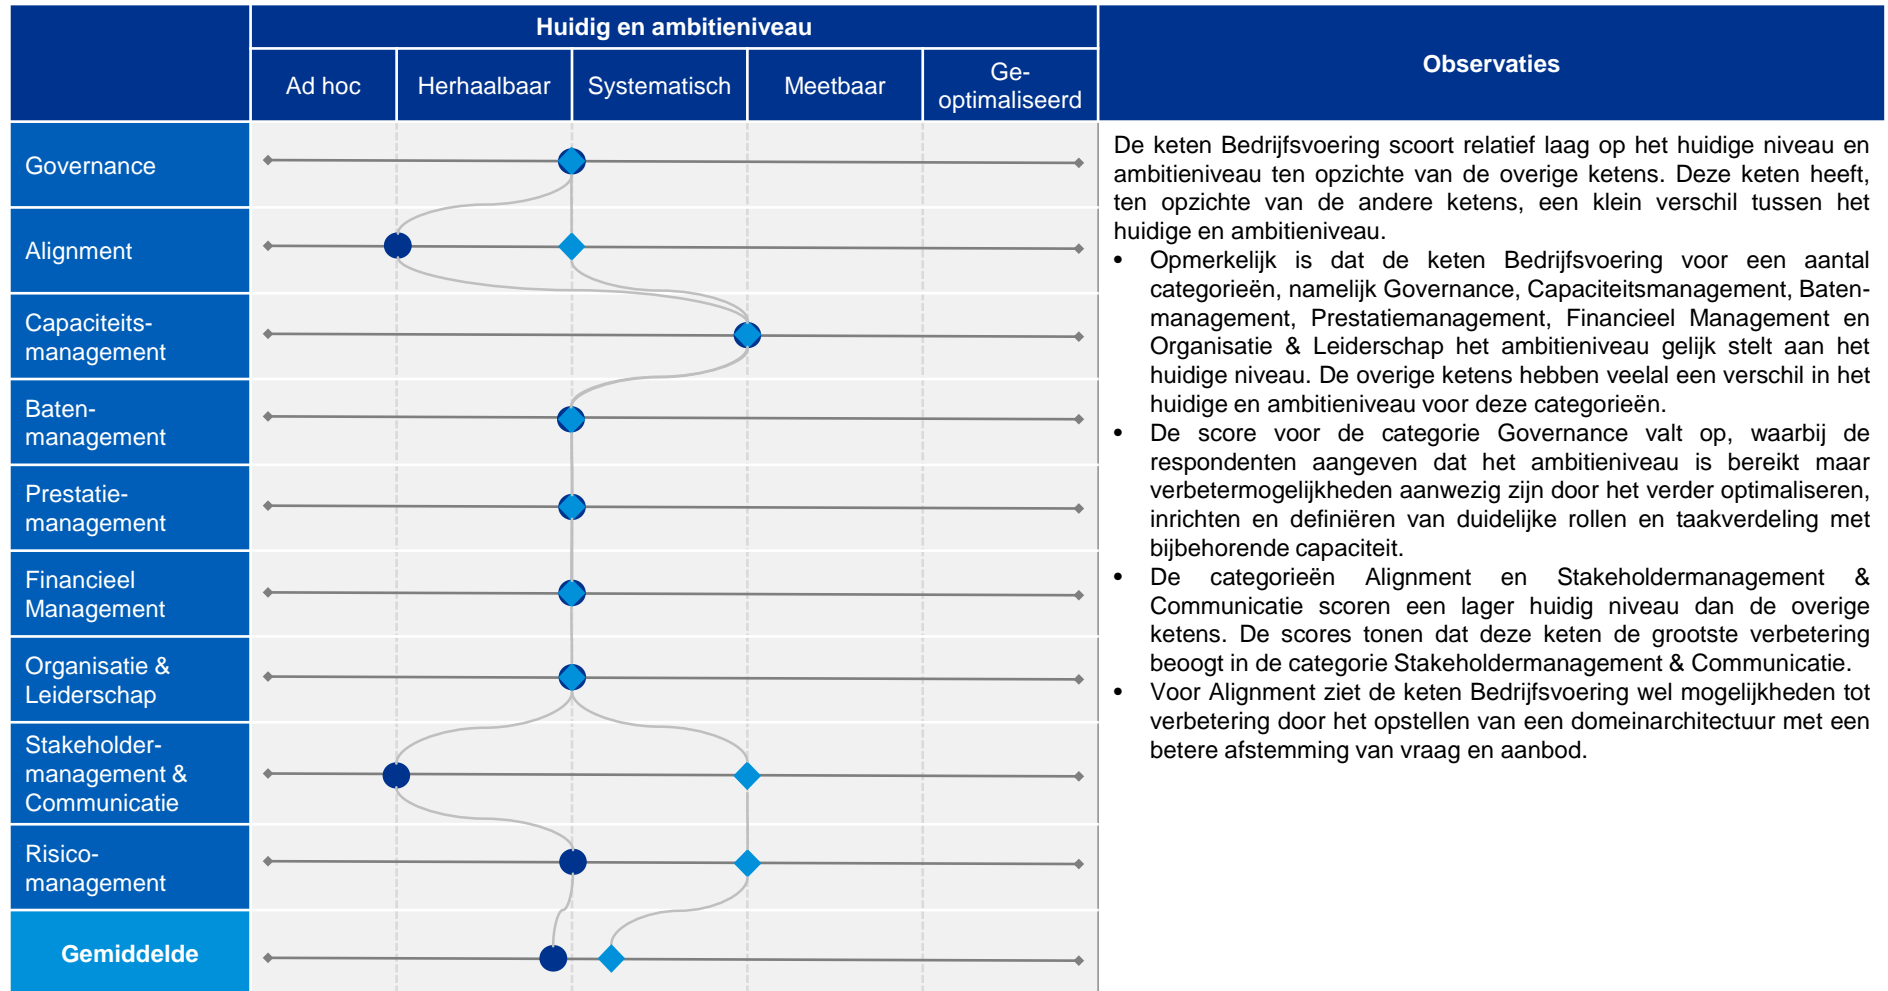 Huidig en ambitieniveau
Observaties
Ad hoc
Herhaalbaar
Systematisch
Meetbaar
Ge-
optimaliseerd
Governance
Alignment
Capaciteits-
management
Baten-
management
Prestatie-
management
Financieel
Management
Organisatie &
Leiderschap
Stakeholder-
management &
Communicatie
Risico-
management
Gemiddelde
De keten Bedrijfsvoering scoort relatief laag op het huidige niveau en
ambitieniveau ten opzichte van de overige ketens. Deze keten heeft,
ten opzichte van de andere ketens, een klein verschil tussen het
huidige en ambitieniveau.
• Opmerkelijk is dat de keten Bedrijfsvoering voor een aantal
categorieën, namelijk Governance, Capaciteitsmanagement, Baten-
management, Prestatiemanagement, Financieel Management en
Organisatie & Leiderschap het ambitieniveau gelijk stelt aan het
huidige niveau. De overige ketens hebben veelal een verschil in het
huidige en ambitieniveau voor deze categorieën.
• De score voor de categorie Governance valt op, waarbij de
respondenten aangeven dat het ambitieniveau is bereikt maar
verbetermogelijkheden aanwezig zijn door het verder optimaliseren,
inrichten en definiëren van duidelijke rollen en taakverdeling met
bijbehorende capaciteit.
• De categorieën Alignment en Stakeholdermanagement &
Communicatie scoren een lager huidig niveau dan de overige
ketens. De scores tonen dat deze keten de grootste verbetering
beoogt in de categorie Stakeholdermanagement & Communicatie.
• Voor Alignment ziet de keten Bedrijfsvoering wel mogelijkheden tot
verbetering door het opstellen van een domeinarchitectuur met een
betere afstemming van vraag en aanbod.